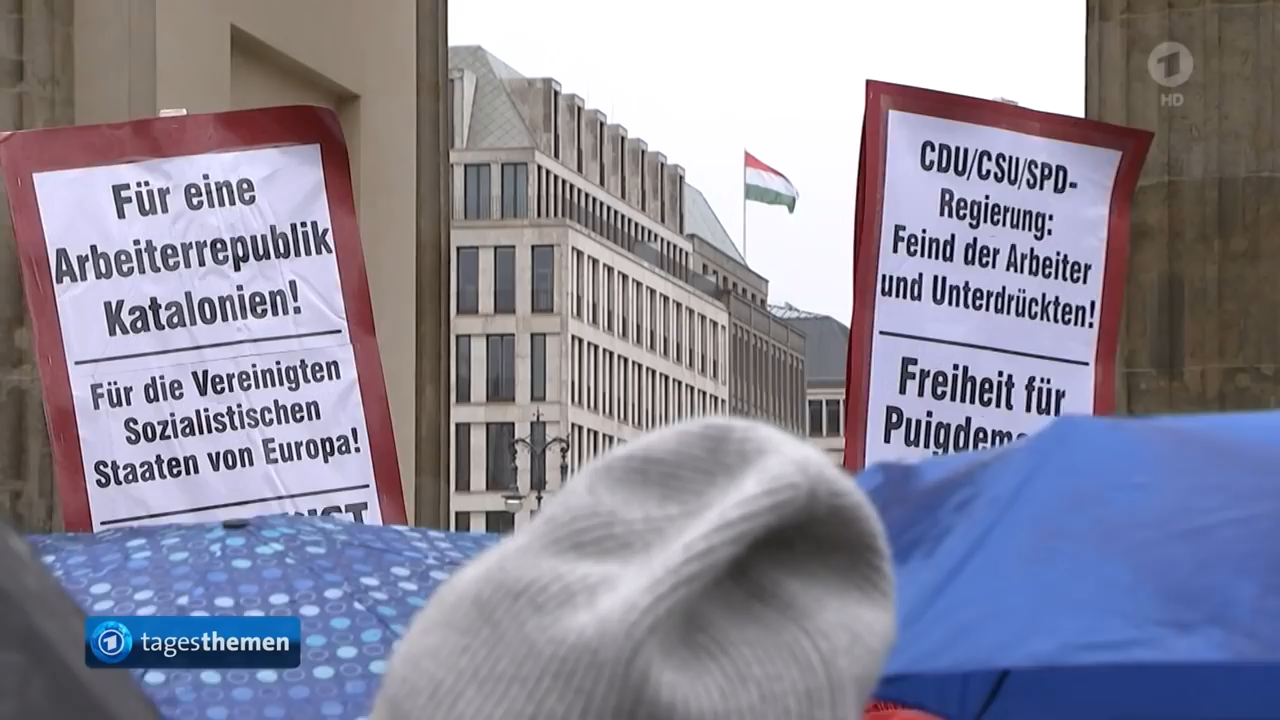 Für eine
Arbeiterrepublik
Katalonien!
Für die Vereinigten
Sozialistischen
Staaten von Europa!
CDU/CSU/SPD-
Regierung:
Feind der Arbeiter
und Unterdrückten!
Freiheit für
1
HD
1 tagesthemen